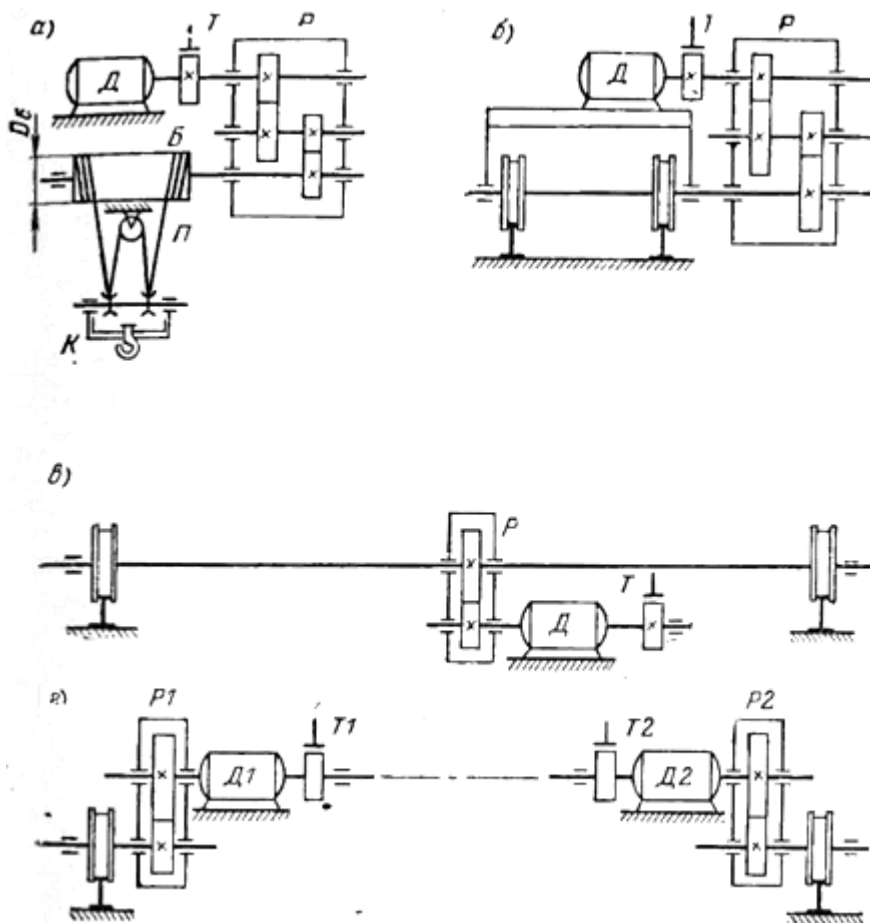 а) Т Р
Д
Dб
Б
П
К
б) Т Р
Д
в)
Р
Т
Д
г) Р1 Т1 Т2 Р2
Д1 Д2